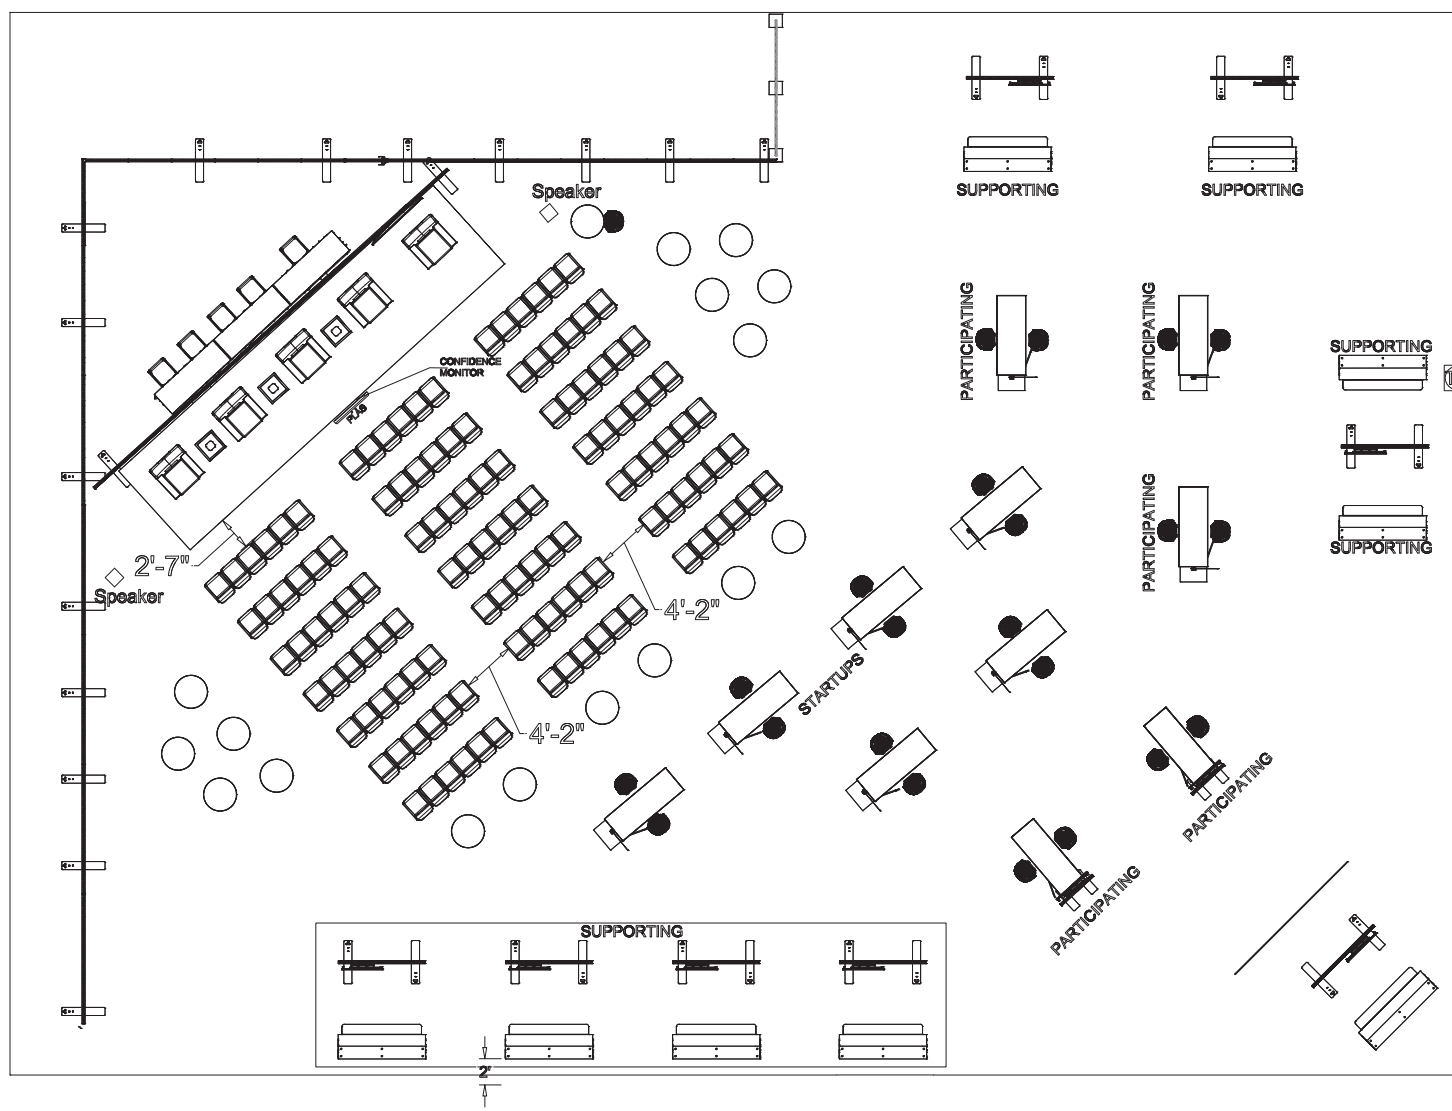 Speaker
SUPPORTING
SUPPORTING
PARTICIPATING
PARTICIPATING
SUPPORTING
CONFIDENCE
MONITOR
PARTICIPATING
SUPPORTING
2'-7"
Speaker
4'-2"
STARTUPS
4'-2"
PARTICIPATING
PARTICIPATING
SUPPORTING
2'